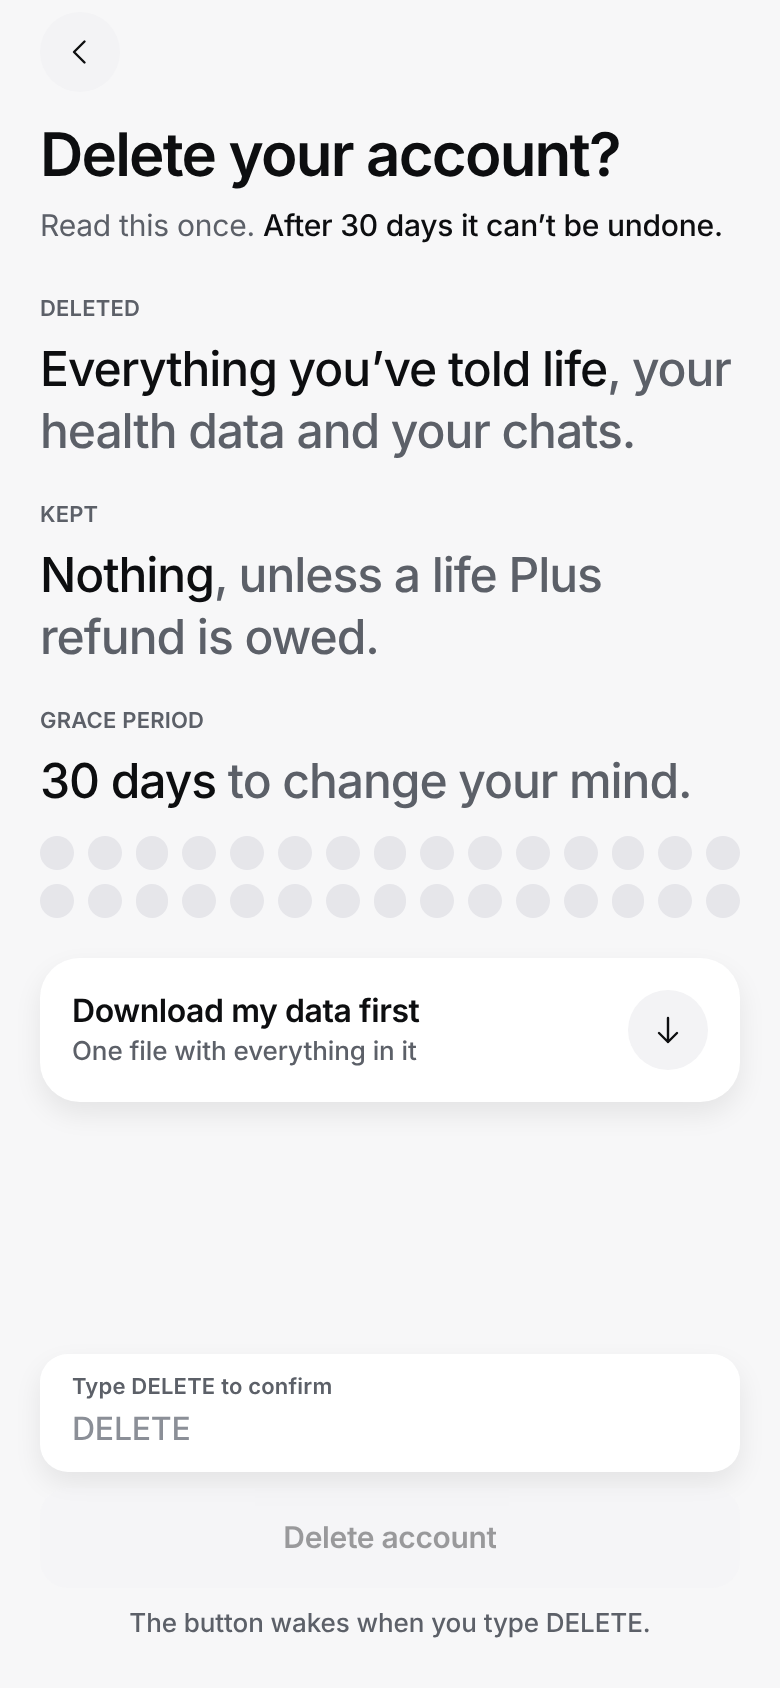 Delete your account?
Read this once. After 30 days it can’t be undone.
DELETED
Everything you’ve told life, your
health data and your chats.
KEPT
Nothing, unless a life Plus
refund is owed.
GRACE PERIOD
30 days to change your mind.
Download my data first
One file with everything in it
Type DELETE to confirm
DELETE
Delete account
The button wakes when you type DELETE.